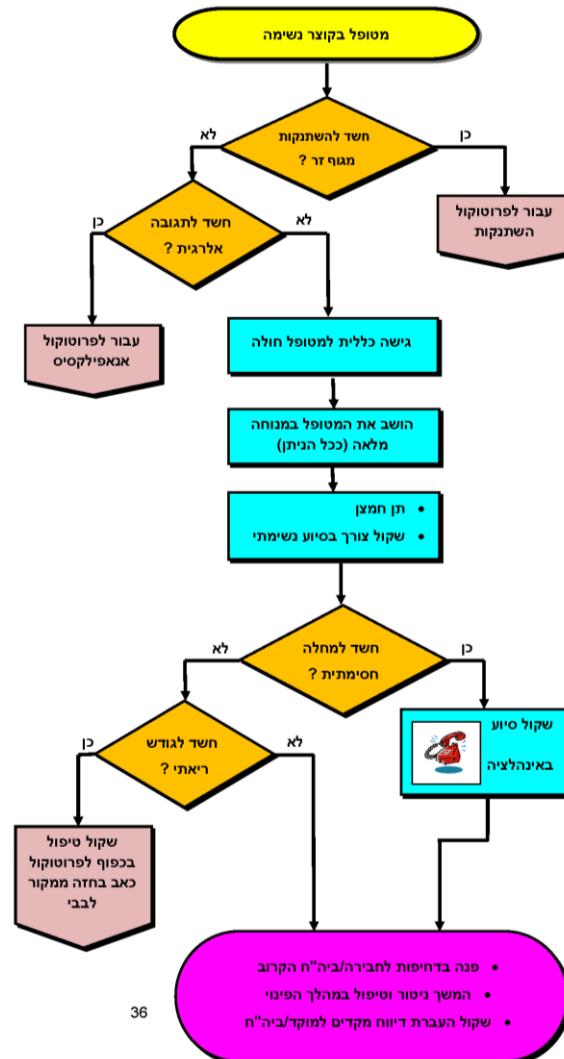 מטופל בקוצר נשימה
חשד להשתנקות
מגוף זר ?
כן
לא
עבור לפרוטוקול
השתנקות
חשד לתגובה
אלרגית ?
כן
לא
עבור לפרוטוקול
אנאפילקסיס
גישה כללית למטופל חולה
הושב את המטופל במנוחה
מלאה (ככל הניתן)
• תן חמצן
• שקול צורך בסיוע נשימתי
חשד למחלה
חסימתית ?
כן
לא
שקול סיוע
באינהלציה
חשד לגודש
ריאתי ?
כן
לא
שקול טיפול
בכפוף לפרוטוקול
כאב בחזה ממקור
לבבי
• פנה בדחיפות לחבירה/ביה"ח הקרוב
• המשך ניטור וטיפול במהלך הפינוי
• שקול העברת דיווח מקדים למוקד/ביה"ח
36